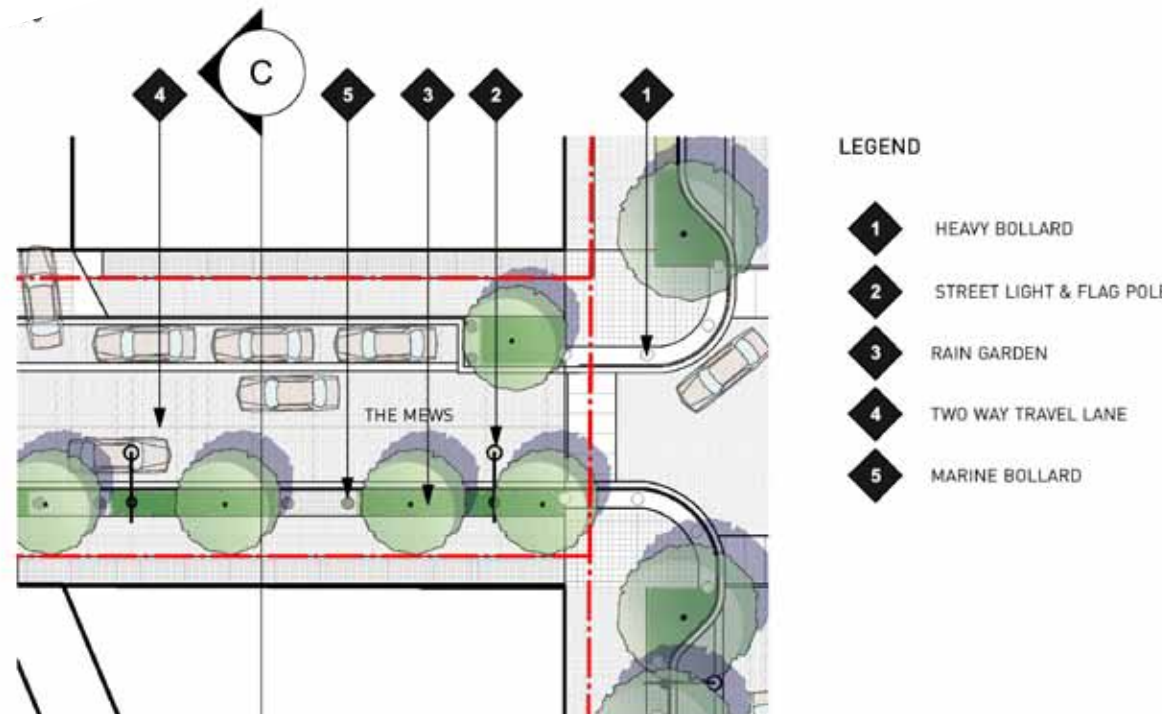 C
4
5
3
2
1
THE MEWS
LEGEND
1 HEAVY BOLLARD
2 STREET LIGHT & FLAG POLE
3 RAIN GARDEN
4 TWO WAY TRAVEL LANE
5 MARINE BOLLARD